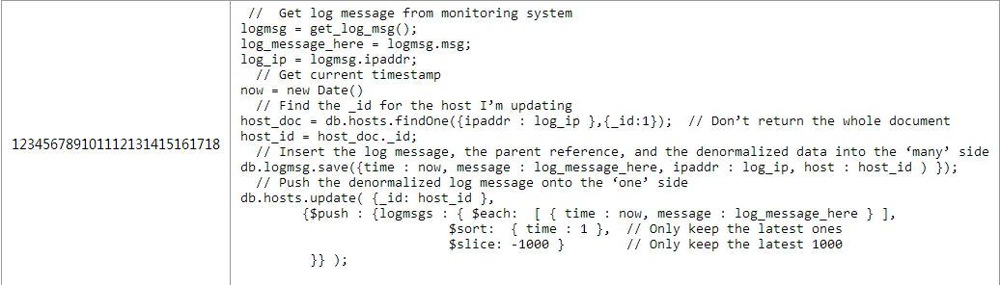 123456789101112131415161718
//  Get log message from monitoring system
logmsg = get_log_msg();
log_message_here = logmsg.msg;
log_ip = logmsg.ipaddr;
  // Get current timestamp
now = new Date()
  // Find the _id for the host I’m updating
host_doc = db.hosts.findOne({ipaddr : log_ip },{_id:1});  // Don’t return the whole document
host_id = host_doc._id;
  // Insert the log message, the parent reference, and the denormalized data into the ‘many’ side
db.logmsg.save({time : now, message : log_message_here, ipaddr : log_ip, host : host_id ) });
  // Push the denormalized log message onto the ‘one’ side
db.hosts.update( {_id: host_id },
        {$push : {logmsgs : { $each:  [ { time : now, message : log_message_here } ],
                           $sort:  { time : 1 },  // Only keep the latest ones
                           $slice: -1000 }        // Only keep the latest 1000
         }} );